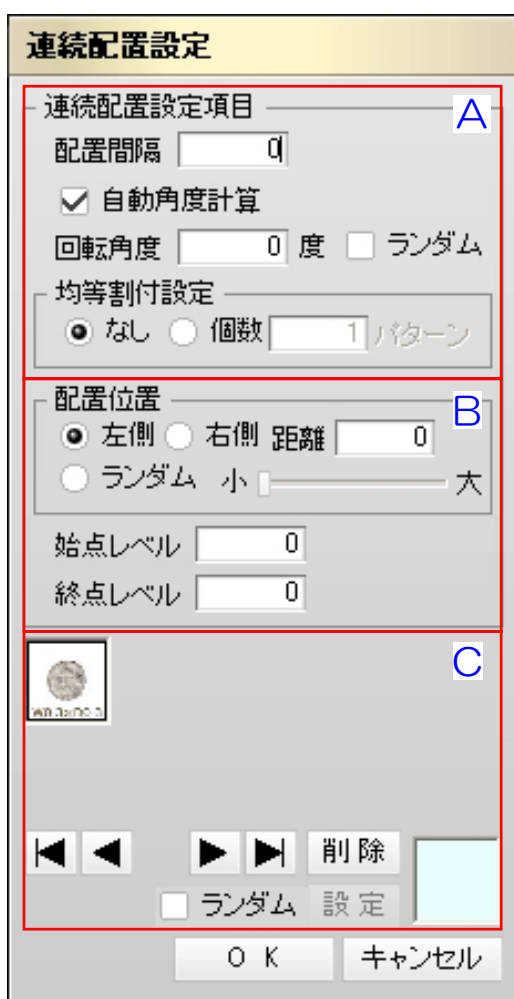 連続配置設定
連続配置設定項目 A
配置間隔 0
自動角度計算
回転角度 0 度 ランダム
均等割付設定
なし 個数 1 パターン
配置位置 B
左側 右側 距離 0
ランダム 小 大
始点レベル 0
終点レベル 0
C
削除
ランダム 設定
OK キャンセル